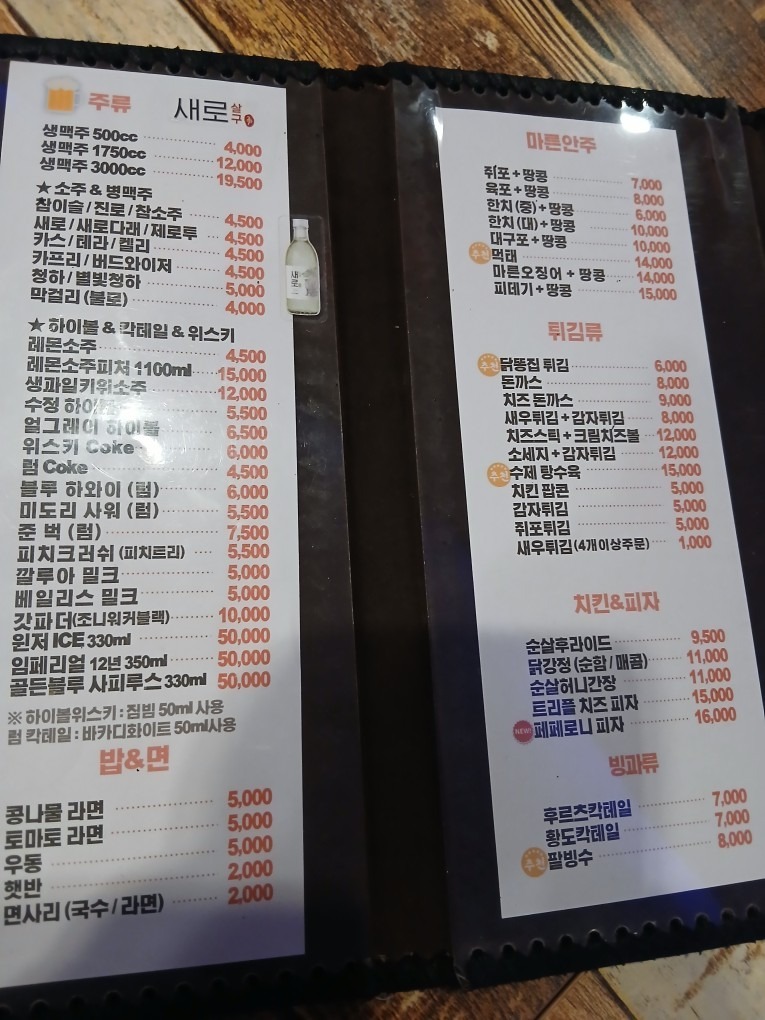 주류
새로 살구
생맥주 500cc 4,000
생맥주 1750cc 12,000
생맥주 3000cc 19,500
★ 소주 & 병맥주
참이슬 / 진로 / 참소주 4,500
새로 / 새로다래 / 제로투 4,500
카스 / 테라 / 켈리 4,500
카프리 / 버드와이저 4,500
청하 / 별빛청하 5,000
막걸리 (불로) 4,000
★ 하이볼 & 칵테일 & 위스키
레몬소주 4,500
레몬소주피쳐 1100ml 15,000
생파일키위소주 12,000
수정 하이볼 5,500
얼그레이 하이볼 6,500
위스키 Coke 6,000
럼 Coke 4,500
블루 하와이 (럼) 6,000
미도리 사워 (럼) 5,500
준 벅 (럼) 7,500
피치크러쉬 (피치트리) 5,500
깔루아 밀크 5,000
베일리스 밀크 5,000
갓파더(조니워커블랙) 10,000
윈저 ICE 330ml 50,000
임페리얼 12년 350ml 50,000
골든블루 사피루스 330ml 50,000
※ 하이볼위스키 : 짐빔 50ml 사용
럼 칵테일 : 바카디화이트 50ml사용
밥&면
콩나물 라면 5,000
토마토 라면 5,000
우동 5,000
햇반 2,000
면사리 (국수 / 라면) 2,000
새로
마른안주
쥐포 + 땅콩 7,000
육포 + 땅콩 8,000
한치 (중) + 땅콩 6,000
한치 (대) + 땅콩 10,000
대구포 + 땅콩 10,000
추천 먹태 14,000
마른오징어 + 땅콩 14,000
피데기 + 땅콩 15,000
튀김류
추천 닭똥집 튀김 6,000
돈까스 8,000
치즈 돈까스 9,000
새우튀김 + 감자튀김 8,000
치즈스틱 + 크림치즈볼 12,000
소세지 + 감자튀김 12,000
추천 수제 탕수육 15,000
치킨 팝콘 5,000
감자튀김 5,000
쥐포튀김 5,000
새우튀김 (4개이상주문) 1,000
치킨&피자
순살후라이드 9,500
닭강정 (순함 / 매콤) 11,000
순살허니간장 11,000
트리플 치즈 피자 15,000
NEW! 페페로니 피자 16,000
빙과류
후르츠칵테일 7,000
황도칵테일 7,000
추천 팥빙수 8,000